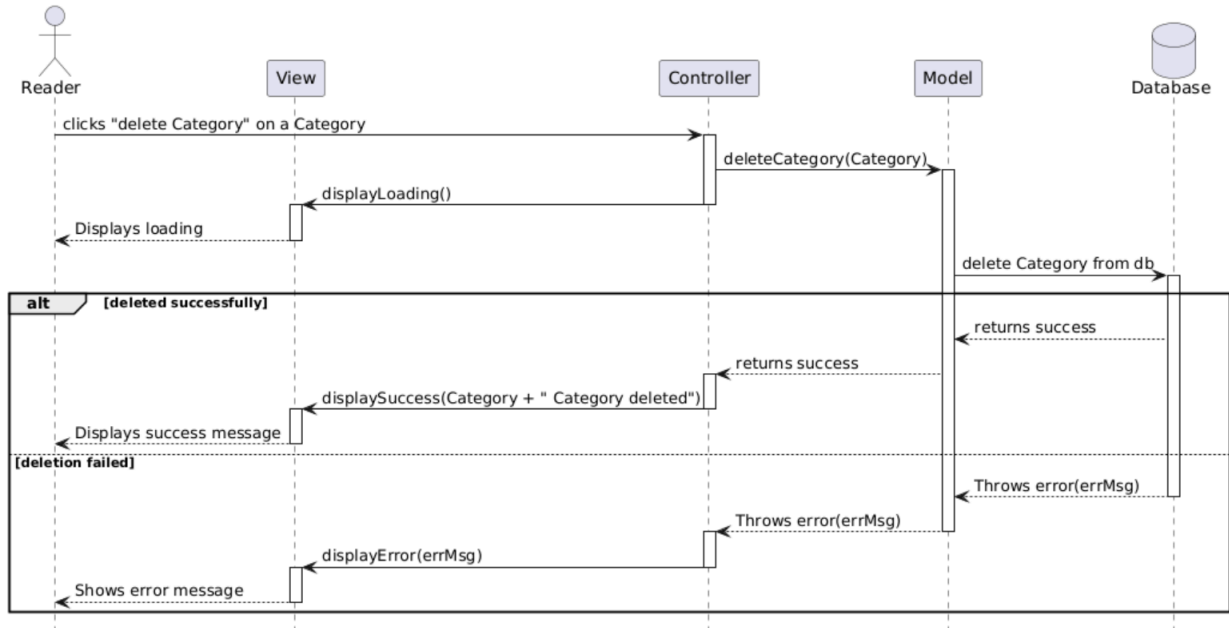 Reader
View
Controller
Model
Database
clicks "delete Category" on a Category
deleteCategory(Category)
displayLoading()
Displays loading
delete Category from db
alt
[deleted successfully]
returns success
returns success
displaySuccess(Category + " Category deleted")
Displays success message
[deletion failed]
Throws error(errMsg)
Throws error(errMsg)
displayError(errMsg)
Shows error message